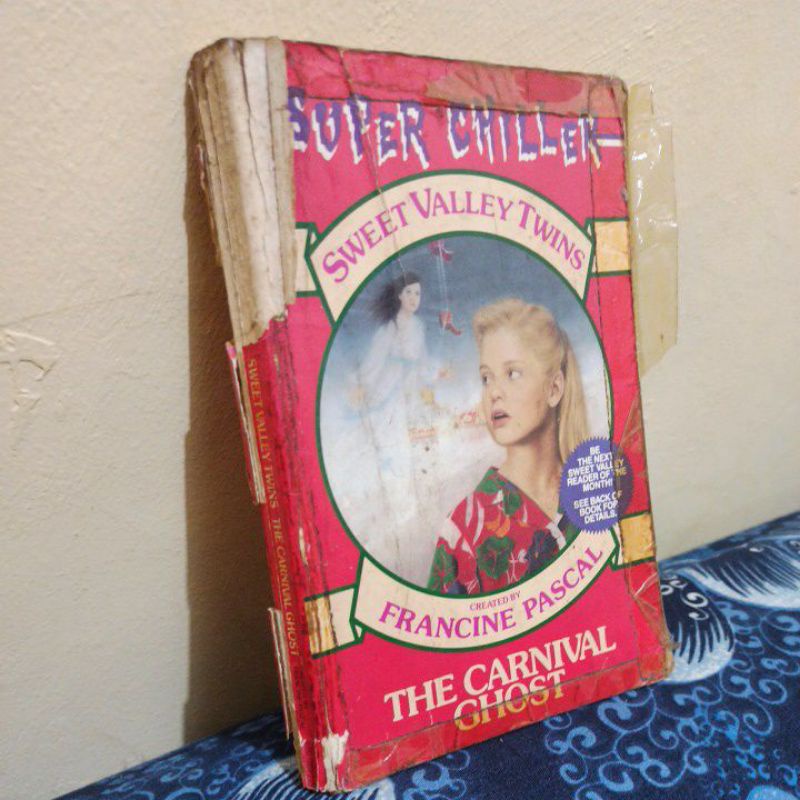 SUPER CHILLER
SWEET VALLEY TWINS
BE
THE NEXT
SWEET VALLEY
READER OF THE
MONTH!
SEE BACK OF
BOOK FOR
DETAILS.
CREATED BY
FRANCINE PASCAL
THE CARNIVAL
GHOST
SWEET VALLEY TWINS THE CARNIVAL GHOST